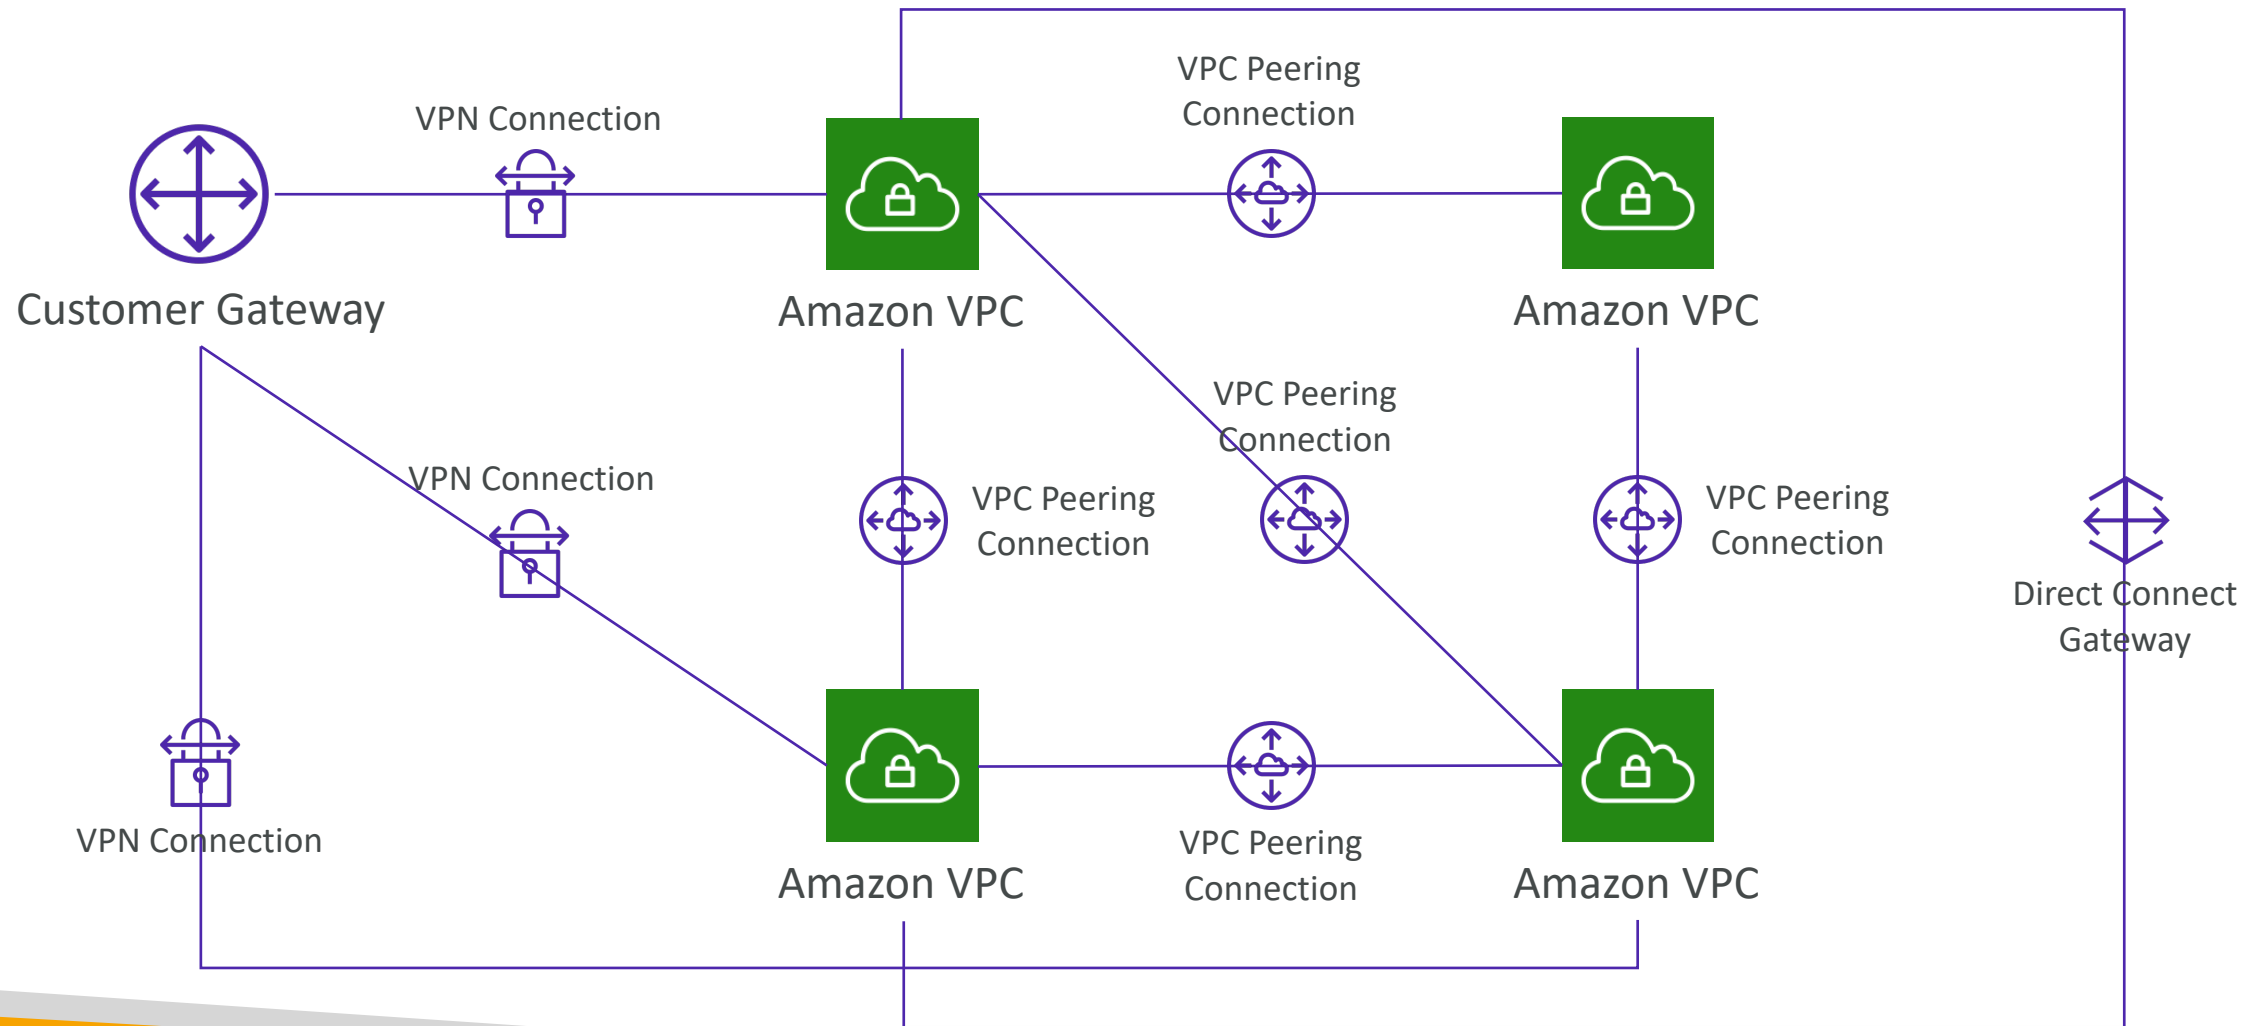 VPC Peering
Connection
VPN Connection
Customer Gateway
Amazon VPC
Amazon VPC
VPC Peering
Connection
VPN Connection
VPC Peering
Connection
VPC Peering
Connection
Direct Connect
Gateway
VPN Connection
VPC Peering
Connection
Amazon VPC
Amazon VPC